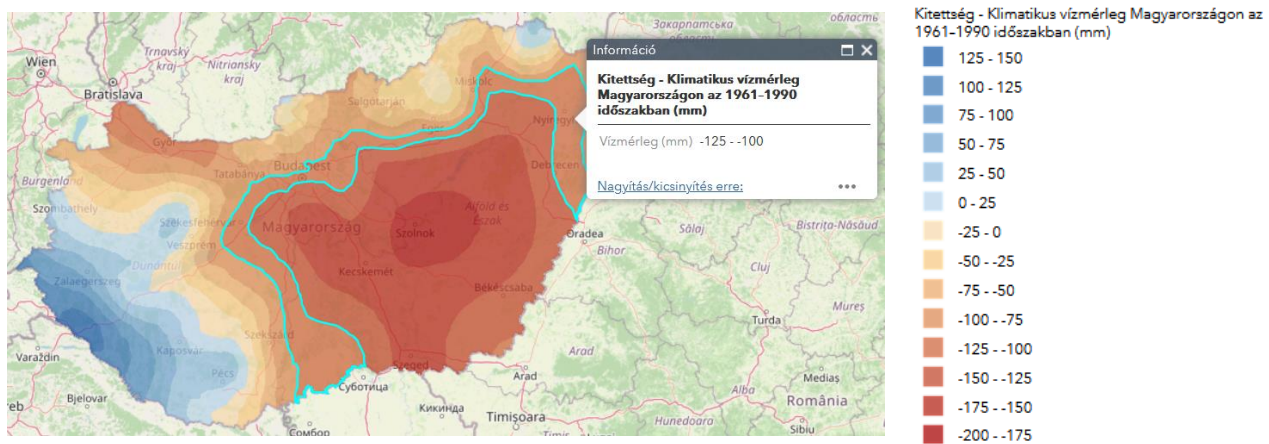 Kitettség - Klimatikus vízmérleg Magyarországon az
1961-1990 időszakban (mm)
125 - 150
100 - 125
75 - 100
50 - 75
25 - 50
0 - 25
-25 - 0
-50 - -25
-75 - -50
-100 - -75
-125 - -100
-150 - -125
-175 - -150
-200 - -175
Információ
Kitettség - Klimatikus vízmérleg
Magyarországon az 1961–1990
időszakban (mm)
Vízmérleg (mm) -125 - -100
Nagyítás/kicsinyítés erre:
Закарпатська
область
Wien
Trnavský
kraj
Nitriansky
kraj
Bratislava
Miskolc
Salgótarján
Eger
Győr
Budapest
Tatabánya
Debrecen
Burgenland
Szombathely
Székesfehérvár
Veszprém
Magyarország
Alföld és
Észak
Szolnok
Dunántúl
Zalaegerszeg
Kecskemét
Békéscsaba
Oradea
Bihor
Sălaj
Bistrița-Năsăud
Cluj
Mureș
Turda
Szekszárd
Kaposvár
Pécs
Szeged
Varaždin
Суботица
Arad
Arad
Alba
Mediaș
România
Bjelovar
Кикинда
Timișoara
Hunedoara
Sibiu
Сомбор